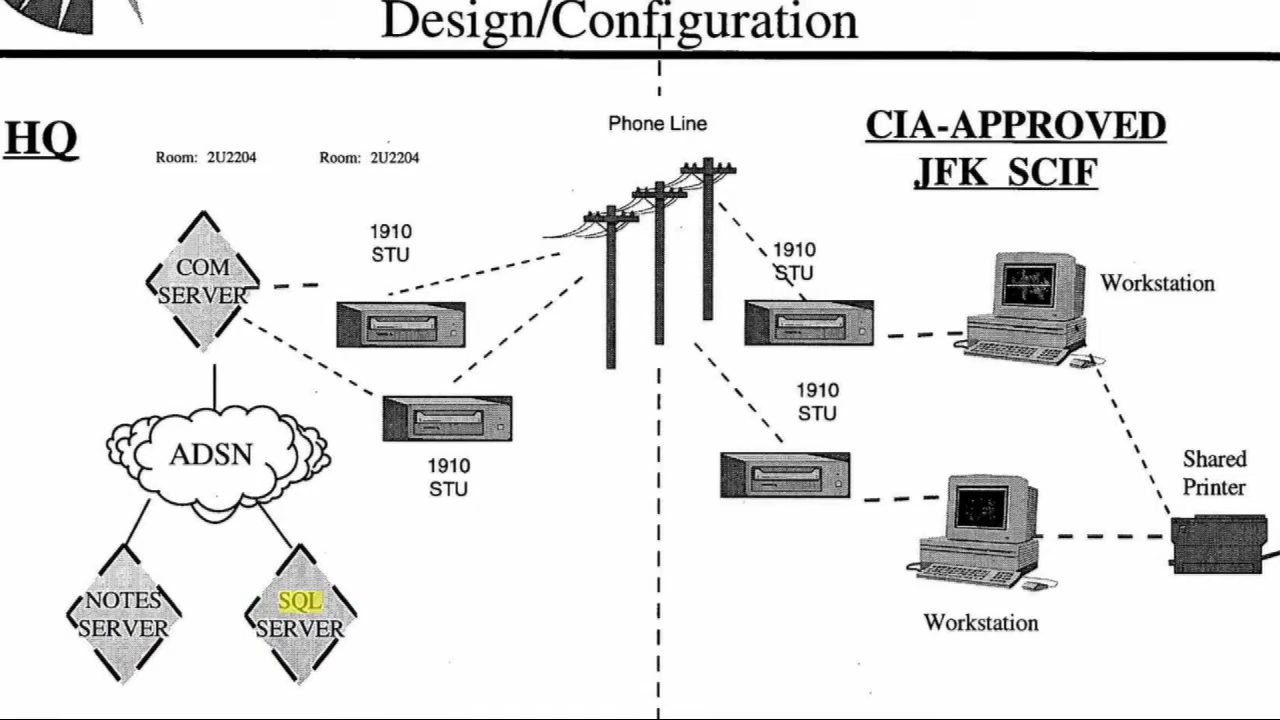 Design/Configuration
HQ
Room: 2U2204
Room: 2U2204
Phone Line
CIA-APPROVED
JFK SCIF
1910
STU
1910
STU
COM
SERVER
Workstation
1910
STU
ADSN
1910
STU
Shared
Printer
NOTES
SERVER
SQL
SERVER
Workstation